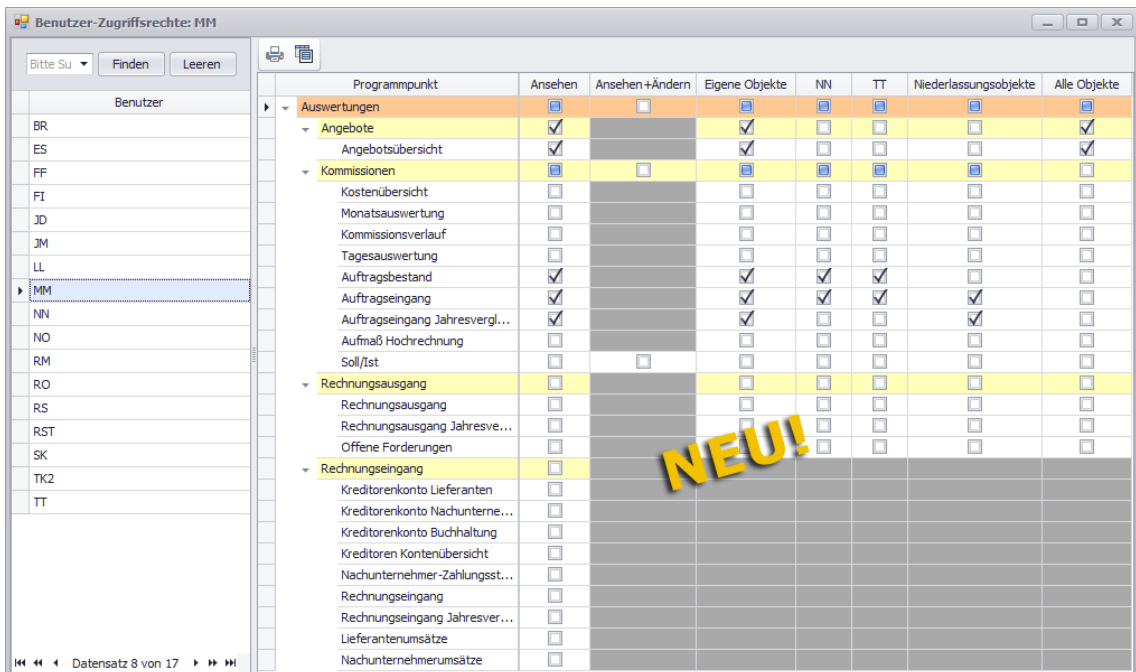 Benutzer-Zugriffsrechte: MM
Bitte Su
Finden
Leeren
Benutzer
BR
ES
FF
FI
JD
JM
LL
MM
NN
NO
RM
RO
RS
RST
SK
TK2
TT
Datensatz 8 von 17
Programmpunkt Ansehen Ansehen+Ändern Eigene Objekte NN TT Niederlassungsobjekte Alle Objekte
Auswertungen
Angebote
Angebotsübersicht
Kommissionen
Kostenübersicht
Monatsauswertung
Kommissionsverlauf
Tagesauswertung
Auftragsbestand
Auftragseingang
Auftragseingang Jahresvergl...
Aufmaß Hochrechnung
Soll/Ist
Rechnungsausgang
Rechnungsausgang
Rechnungsausgang Jahresve...
Offene Forderungen
NEU!
Rechnungseingang
Kreditorenkonto Lieferanten
Kreditorenkonto Nachunterne...
Kreditorenkonto Buchhaltung
Kreditoren Kontenübersicht
Nachunternehmer-Zahlungsst...
Rechnungseingang
Rechnungseingang Jahresver...
Lieferantenumsätze
Nachunternehmerumsätze